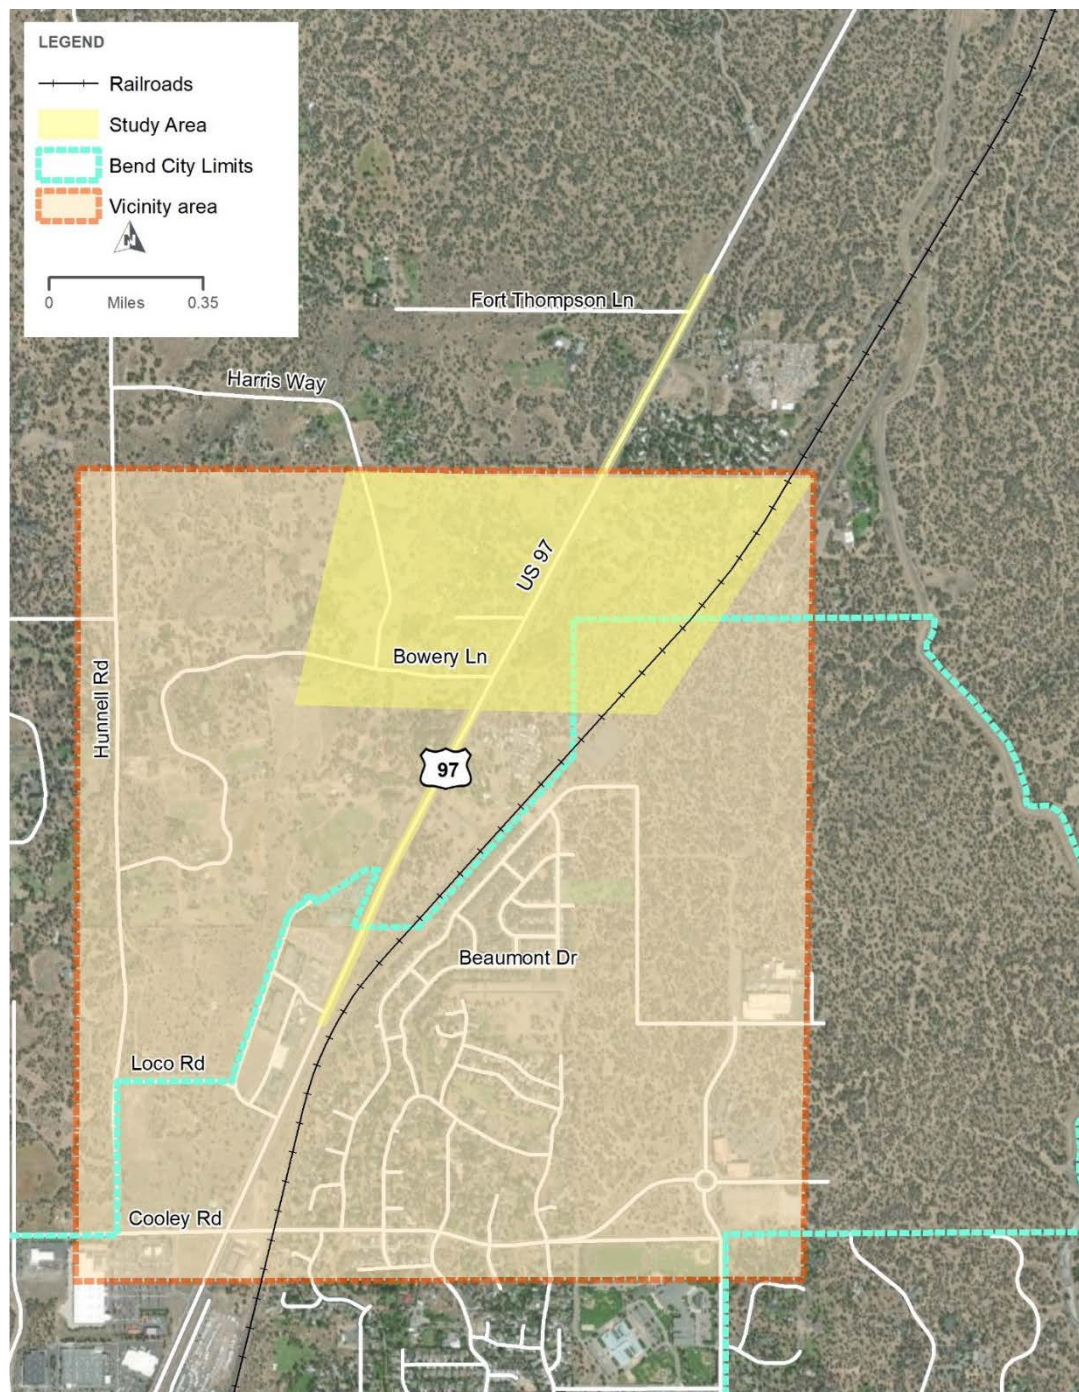 LEGEND
Railroads
Study Area
Bend City Limits
Vicinity area
N
0 Miles 0.35
Fort Thompson Ln
Harris Way
US 97
Bowery Ln
Hunnell Rd
97
Beaumont Dr
Loco Rd
Cooley Rd